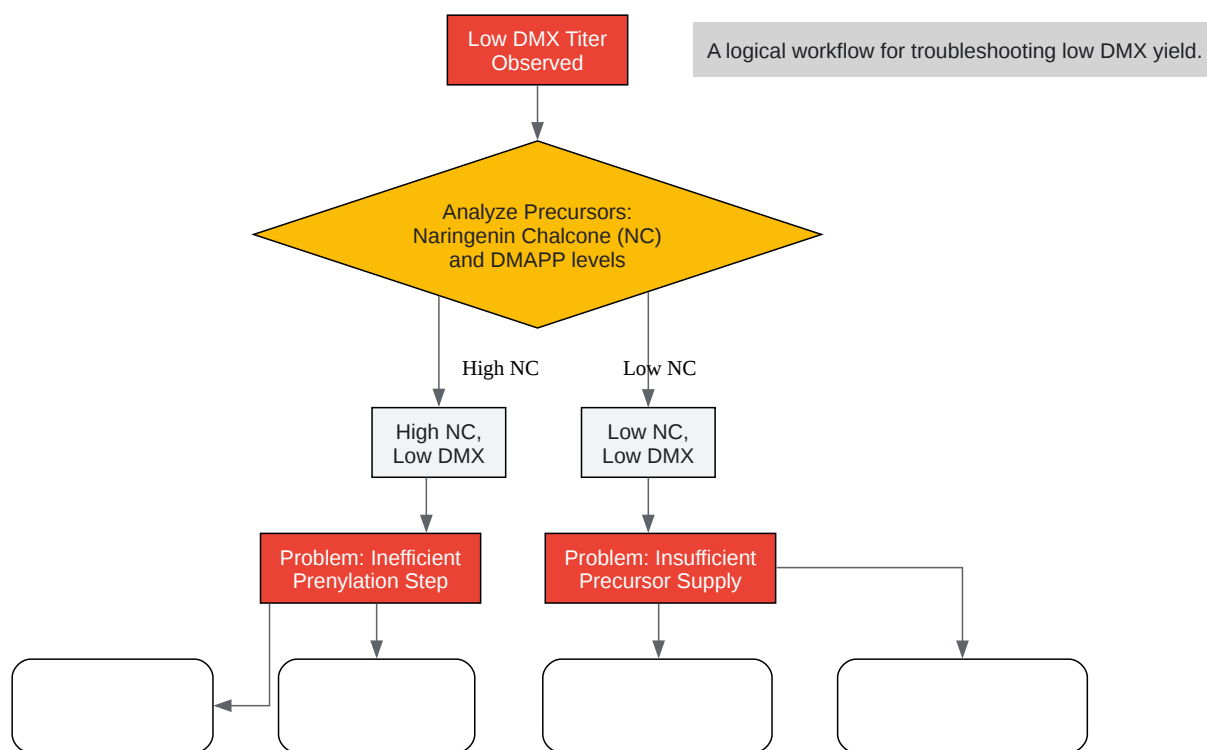 Low DMX Titer
Observed
A logical workflow for troubleshooting low DMX yield.
Analyze Precursors:
Naringenin Chalcone (NC)
and DMAPP levels
High NC
Low NC
High NC,
Low DMX
Low NC,
Low DMX
Problem: Inefficient
Prenylation Step
Problem: Insufficient
Precursor Supply